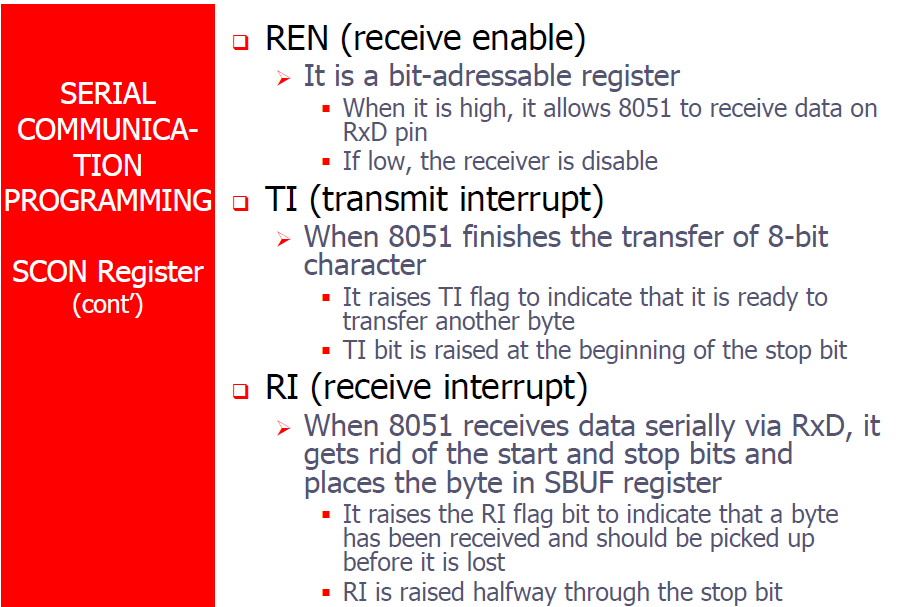 SERIAL
COMMUNICA-
TION
PROGRAMMING
SCON Register
(cont’)
REN (receive enable)
It is a bit-adressable register
When it is high, it allows 8051 to receive data on
RxD pin
If low, the receiver is disable
TI (transmit interrupt)
When 8051 finishes the transfer of 8-bit
character
It raises TI flag to indicate that it is ready to
transfer another byte
TI bit is raised at the beginning of the stop bit
RI (receive interrupt)
When 8051 receives data serially via RxD, it
gets rid of the start and stop bits and
places the byte in SBUF register
It raises the RI flag bit to indicate that a byte
has been received and should be picked up
before it is lost
RI is raised halfway through the stop bit